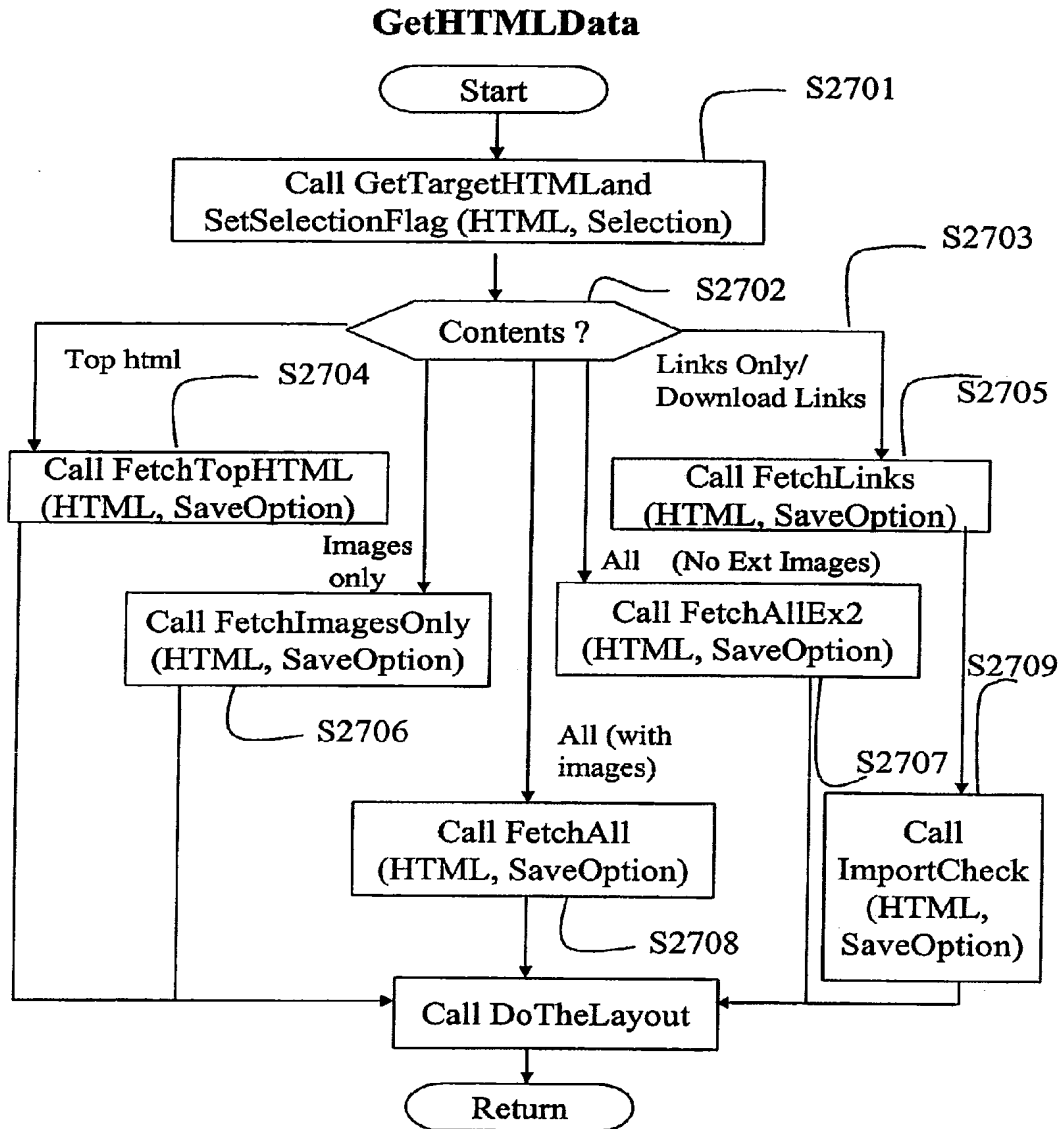 GetHTMLData
Start
S2701
Call GetTargetHTMLand
SetSelectionFlag (HTML, Selection)
S2703
S2702
Contents ?
Top html
S2704
Links Only/
Download Links
S2705
Call FetchTopHTML
(HTML, SaveOption)
Call FetchLinks
(HTML, SaveOption)
Images
only
All (No Ext Images)
Call FetchImagesOnly
(HTML, SaveOption)
Call FetchAllEx2
(HTML, SaveOption)
S2709
S2706
All (with
images)
S2707
Call FetchAll
(HTML, SaveOption)
Call
ImportCheck
(HTML,
SaveOption)
S2708
Call DoTheLayout
Return